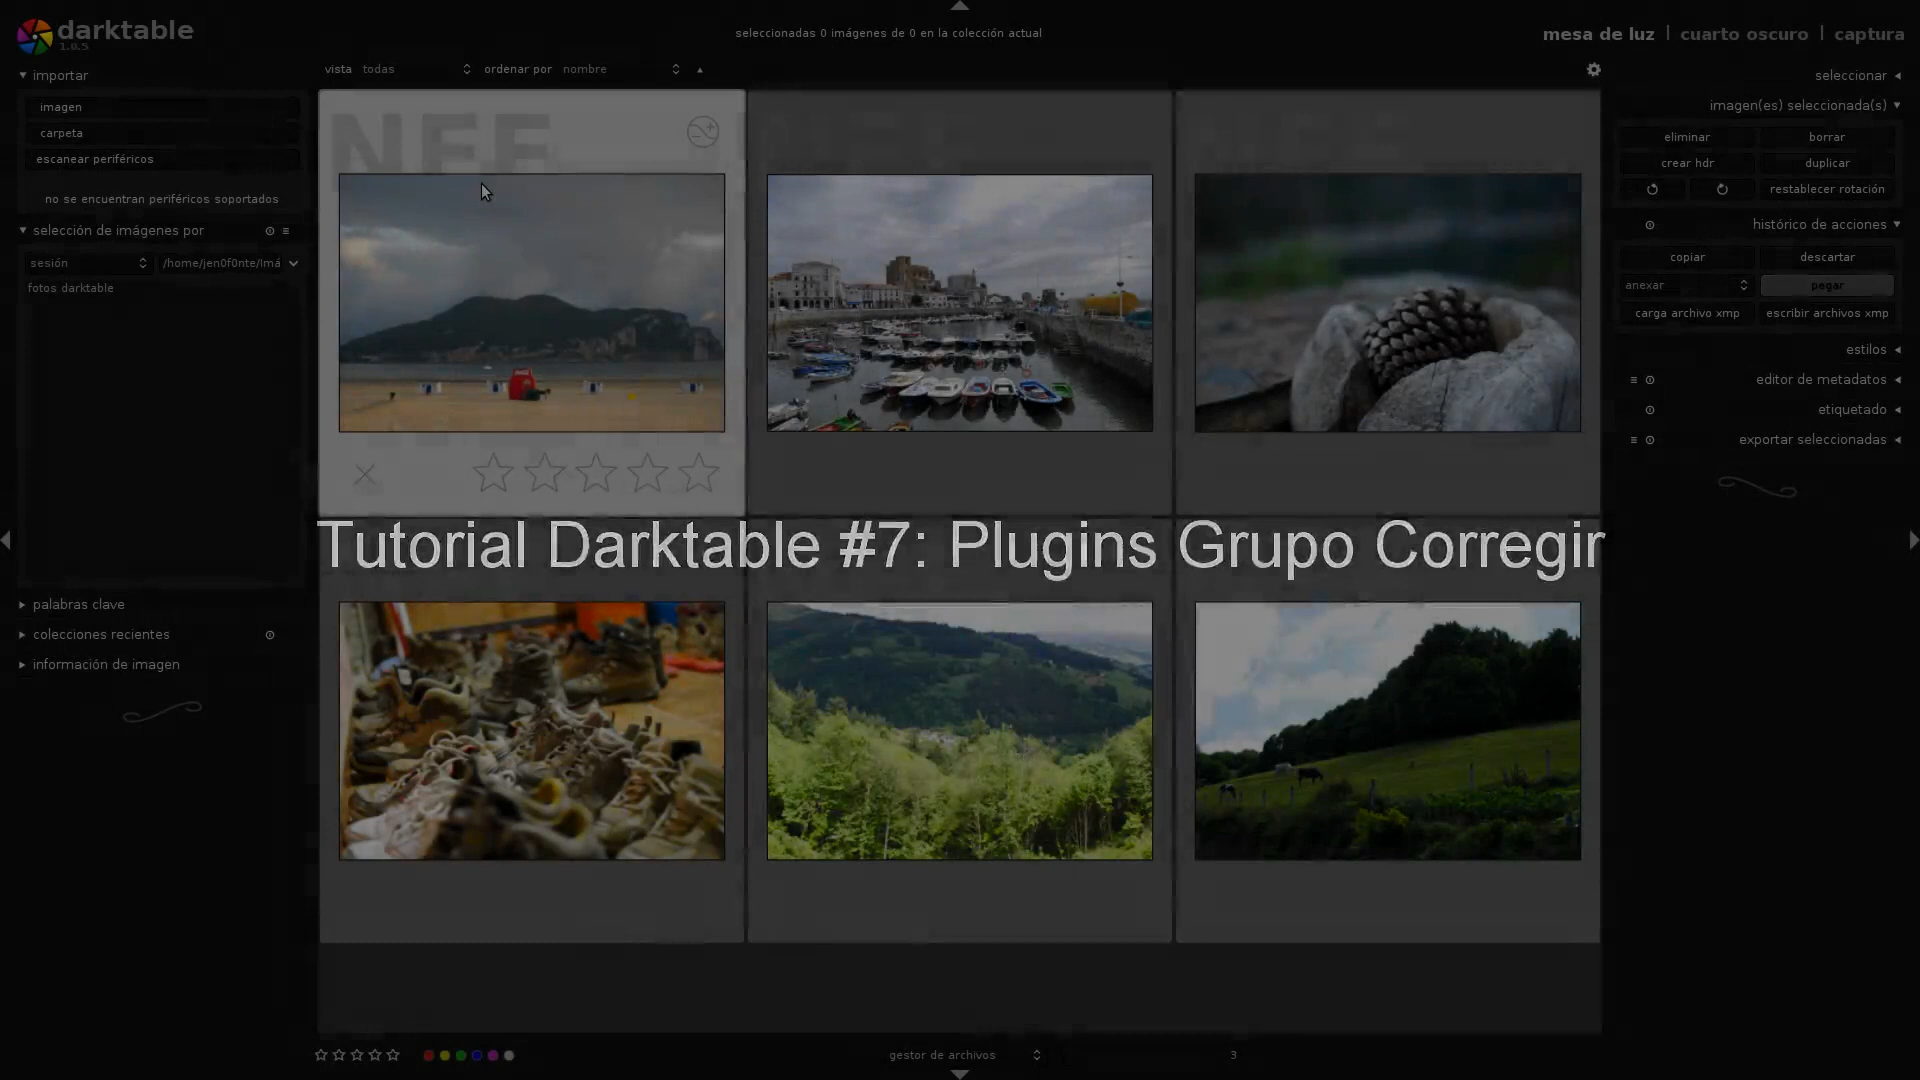 darktable
1.0.5
seleccionadas 0 imágenes de 0 en la colección actual
mesa de luz | cuarto oscuro | captura
importar
imagen
carpeta
escanear periféricos
no se encuentran periféricos soportados
selección de imágenes por
sesión
/home/jen0f0nte/Imá
fotos darktable
palabras clave
colecciones recientes
información de imagen
vista todas
ordenar por nombre
NEF
Tutorial Darktable #7: Plugins Grupo Corregir
seleccionar
imagen(es) seleccionada(s)
eliminar
borrar
crear hdr
duplicar
restablecer rotación
histórico de acciones
copiar
descartar
anexar
pegar
carga archivo xmp
escribir archivos xmp
estilos
editor de metadatos
etiquetado
exportar seleccionadas
gestor de archivos
3